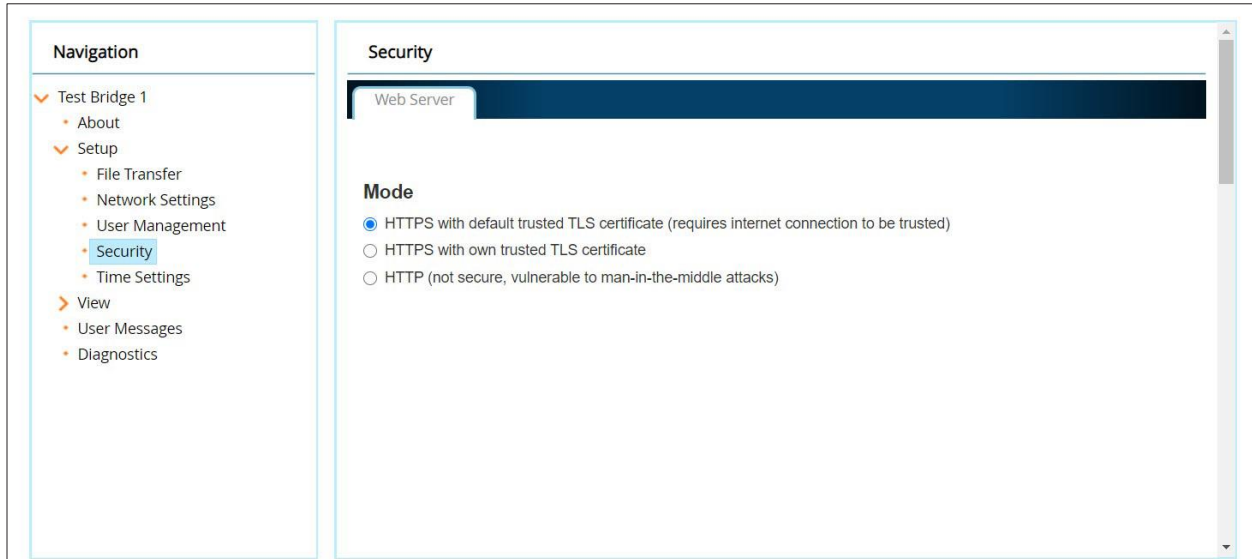 Navigation
Test Bridge 1
About
Setup
File Transfer
Network Settings
User Management
Security
Time Settings
View
User Messages
Diagnostics
Security
Web Server
Mode
HTTPS with default trusted TLS certificate (requires internet connection to be trusted)
HTTPS with own trusted TLS certificate
HTTP (not secure, vulnerable to man-in-the-middle attacks)